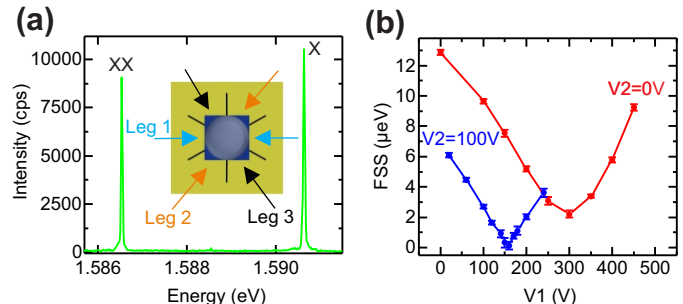 (a)
XX
X
Leg 1
Leg 2
Leg 3
10000
7500
5000
2500
0
Intensity (cps)
1.586
1.588
1.590
Energy (eV)
(b)
V2=0V
V2=100V
12
10
8
6
4
2
0
FSS (µeV)
0
100
200
300
400
500
V1 (V)